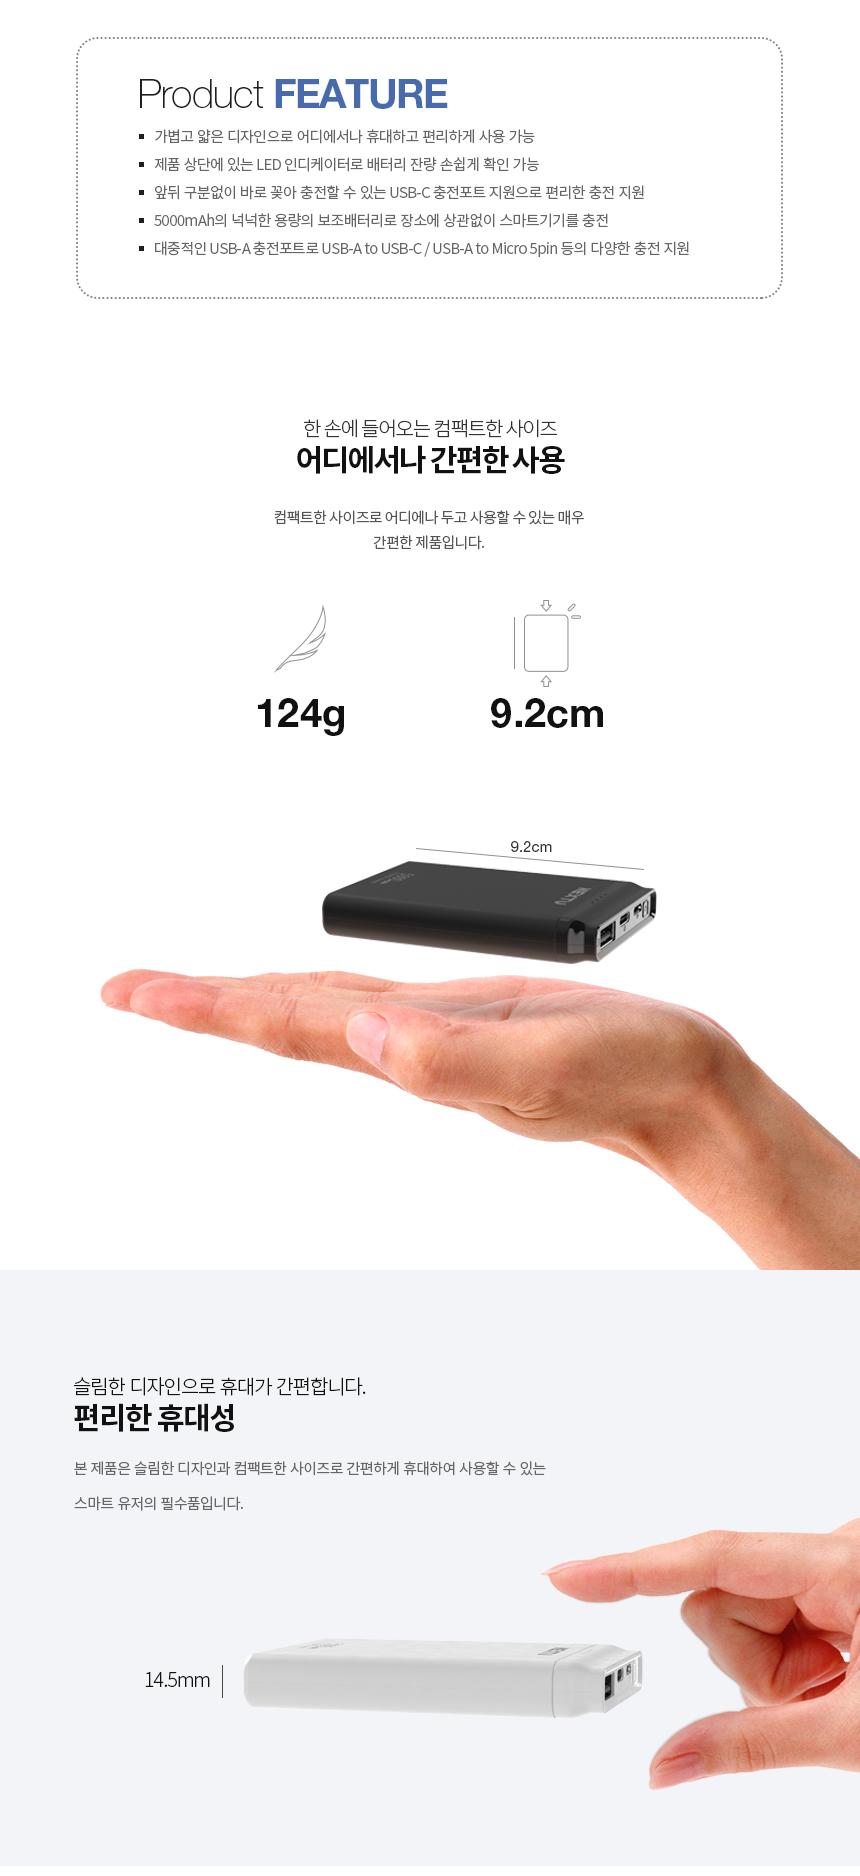 Product FEATURE
가볍고 얇은 디자인으로 어디에서나 휴대하고 편리하게 사용 가능
제품 상단에 있는 LED 인디케이터로 배터리 잔량 손쉽게 확인 가능
앞뒤 구분없이 바로 꽂아 충전할 수 있는 USB-C 충전포트 지원으로 편리한 충전 지원
5000mAh의 넉넉한 용량의 보조배터리로 장소에 상관없이 스마트기기를 충전
대중적인 USB-A 충전포트로 USB-A to USB-C / USB-A to Micro 5pin 등의 다양한 충전 지원
한 손에 들어오는 컴팩트한 사이즈
어디에서나 간편한 사용
컴팩트한 사이즈로 어디에나 두고 사용할 수 있는 매우
간편한 제품입니다.
124g
9.2cm
9.2cm
NEXTU
슬림한 디자인으로 휴대가 간편합니다.
편리한 휴대성
본 제품은 슬림한 디자인과 컴팩트한 사이즈로 간편하게 휴대하여 사용할 수 있는
스마트 유저의 필수품입니다.
14.5mm